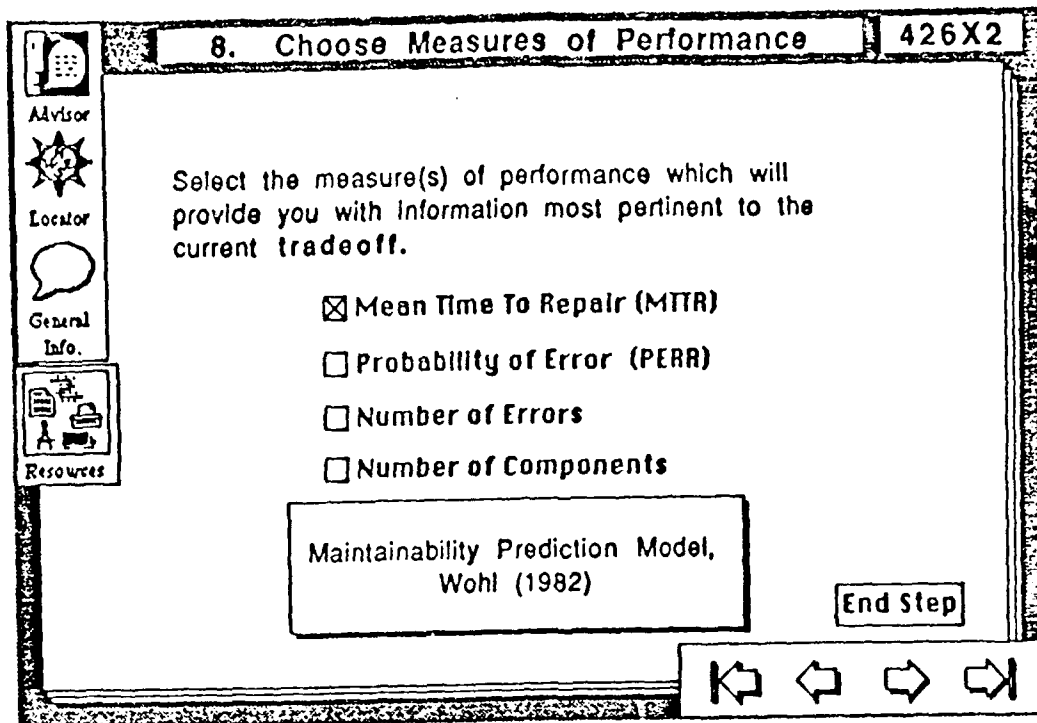 8. Choose Measures of Performance
426X2
Advisor
Locator
General
Info.
Resources
Select the measure(s) of performance which will
provide you with information most pertinent to the
current tradeoff.
Mean Time To Repair (MTTR)
Probability of Error (PERR)
Number of Errors
Number of Components
Maintainability Prediction Model,
Wohl (1982)
End Step